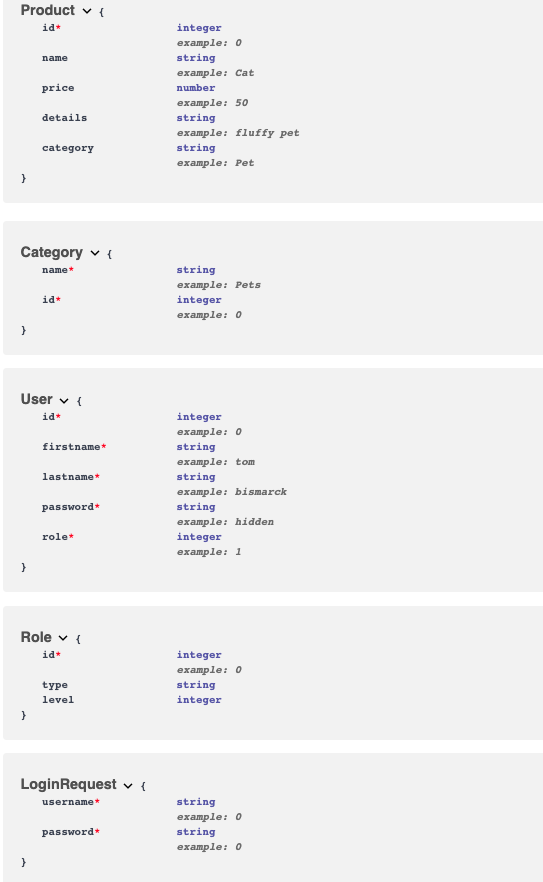 Product {
id* integer
example: 0
name string
example: Cat
price number
example: 50
details string
example: fluffy pet
category string
example: Pet
}
Category {
name* string
example: Pets
id* integer
example: 0
}
User {
id* integer
example: 0
firstname* string
example: tom
lastname* string
example: bismarck
password* string
example: hidden
role* integer
example: 1
}
Role {
id* integer
example: 0
type string
level integer
}
LoginRequest {
username* string
example: 0
password* string
example: 0
}